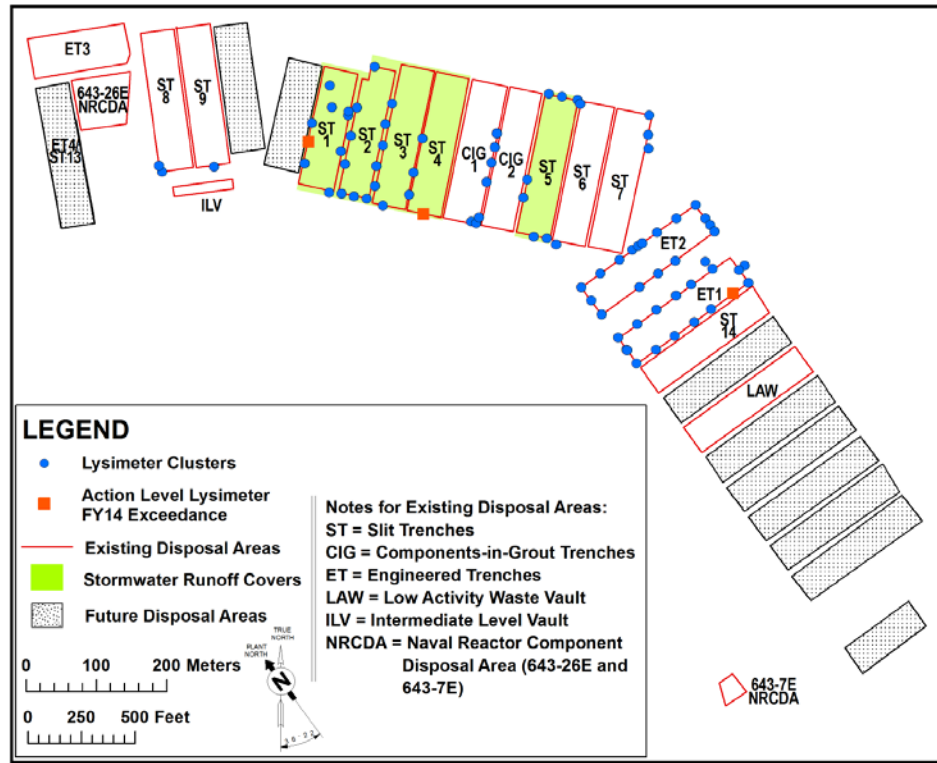 ET3
643-26E
NRCDA
ET4/
ST13
ST
8
ST
9
ILV
ST
1
ST
2
ST
3
ST
4
CIG
1
CIG
2
ST
5
ST
6
ST
7
ET2
ET1
ST
14
LAW
643-7E
NRCDA
LEGEND
Lysimeter Clusters
Action Level Lysimeter
FY14 Exceedance
Existing Disposal Areas
Stormwater Runoff Covers
Future Disposal Areas
0 100 200 Meters
0 250 500 Feet
TRUE
NORTH
PLANT
NORTH
N
Notes for Existing Disposal Areas:
ST = Slit Trenches
CIG = Components-in-Grout Trenches
ET = Engineered Trenches
LAW = Low Activity Waste Vault
ILV = Intermediate Level Vault
NRCDA = Naval Reactor Component
Disposal Area (643-26E and
643-7E)